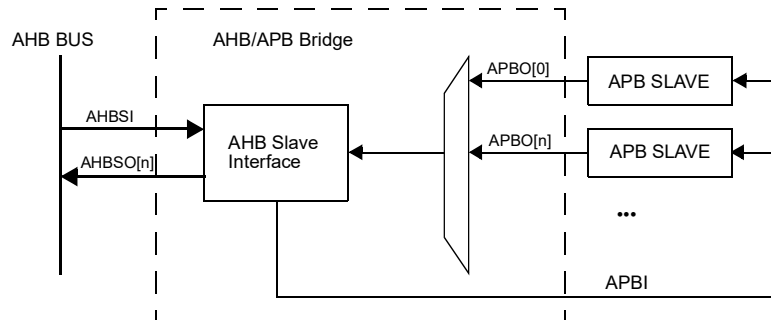 AHB BUS
AHB/APB Bridge
APBO[0]
APB SLAVE
AHBSI
AHB Slave
Interface
APBO[n]
APB SLAVE
AHBSO[n]
...
APBI